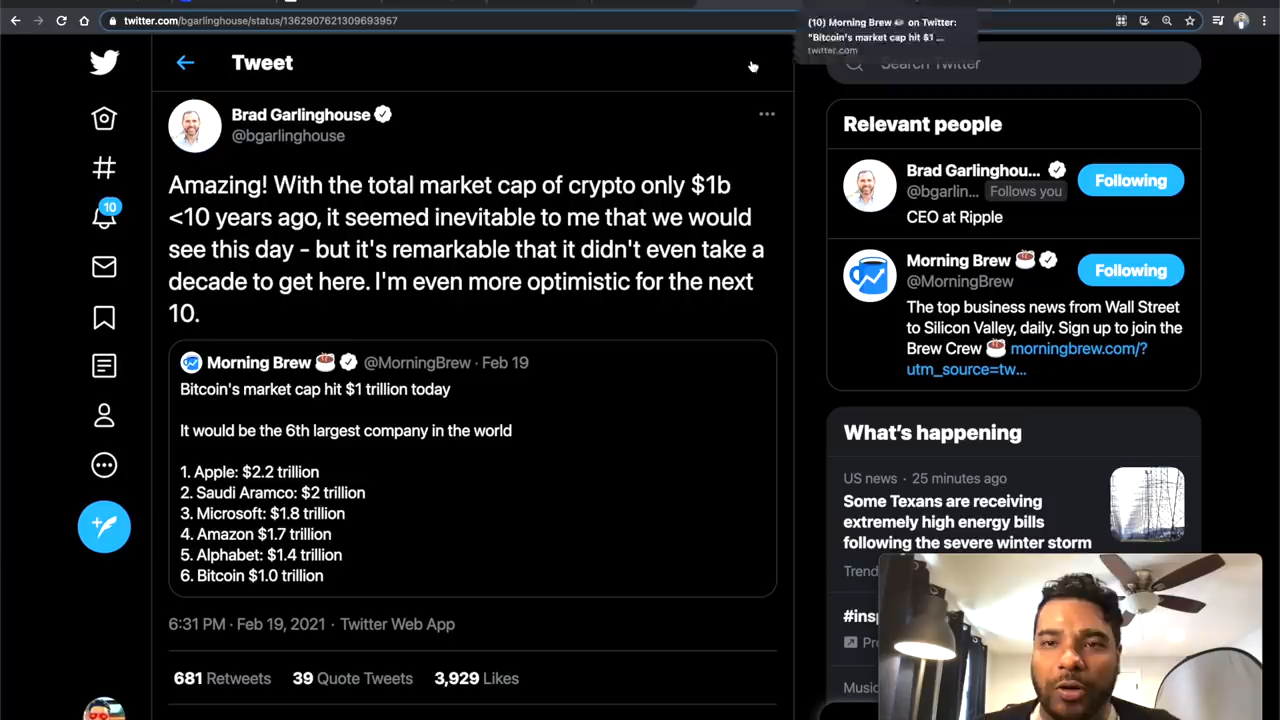 twitter.com/bgarlinghouse/status/1362907621309693957
(10) Morning Brew ☕ on Twitter:
"Bitcoin's market cap hit $1 ...
twitter.com
Tweet
Search Twitter
Brad Garlinghouse
@bgarlinghouse
Amazing! With the total market cap of crypto only $1b
<10 years ago, it seemed inevitable to me that we would
see this day - but it's remarkable that it didn't even take a
decade to get here. I'm even more optimistic for the next
10.
Morning Brew ☕ @MorningBrew · Feb 19
Bitcoin's market cap hit $1 trillion today
It would be the 6th largest company in the world
1. Apple: $2.2 trillion
2. Saudi Aramco: $2 trillion
3. Microsoft: $1.8 trillion
4. Amazon $1.7 trillion
5. Alphabet: $1.4 trillion
6. Bitcoin $1.0 trillion
6:31 PM · Feb 19, 2021 · Twitter Web App
681 Retweets 39 Quote Tweets 3,929 Likes
10
Relevant people
Brad Garlinghou...
@bgarlin... Follows you
Following
CEO at Ripple
Morning Brew ☕
@MorningBrew
Following
The top business news from Wall Street
to Silicon Valley, daily. Sign up to join the
Brew Crew ☕ morningbrew.com/?
utm_source=tw...
What's happening
US news · 25 minutes ago
Some Texans are receiving
extremely high energy bills
following the severe winter storm
Trend
#insp
Pr
Music